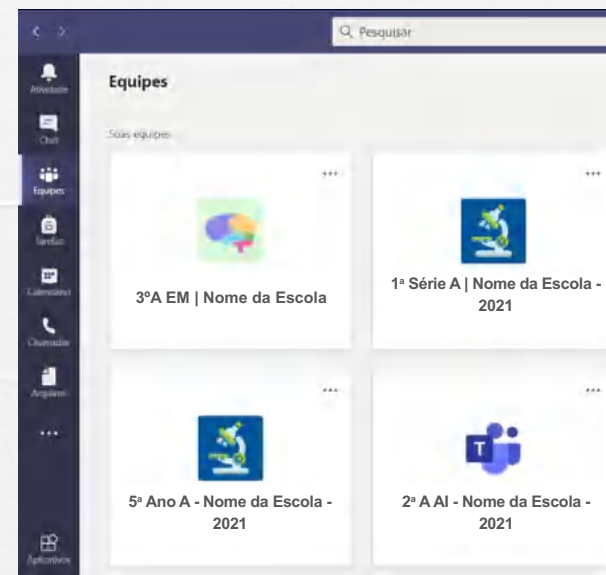 Pesquisar
Atividade
Chat
Equipes
Tarefas
Calendário
Chamadas
Arquivos
Aplicativos
Equipes
Suas equipes
3ºA EM | Nome da Escola
1ª Série A | Nome da Escola -
2021
5ª Ano A - Nome da Escola -
2021
T
2ª A AI - Nome da Escola -
2021